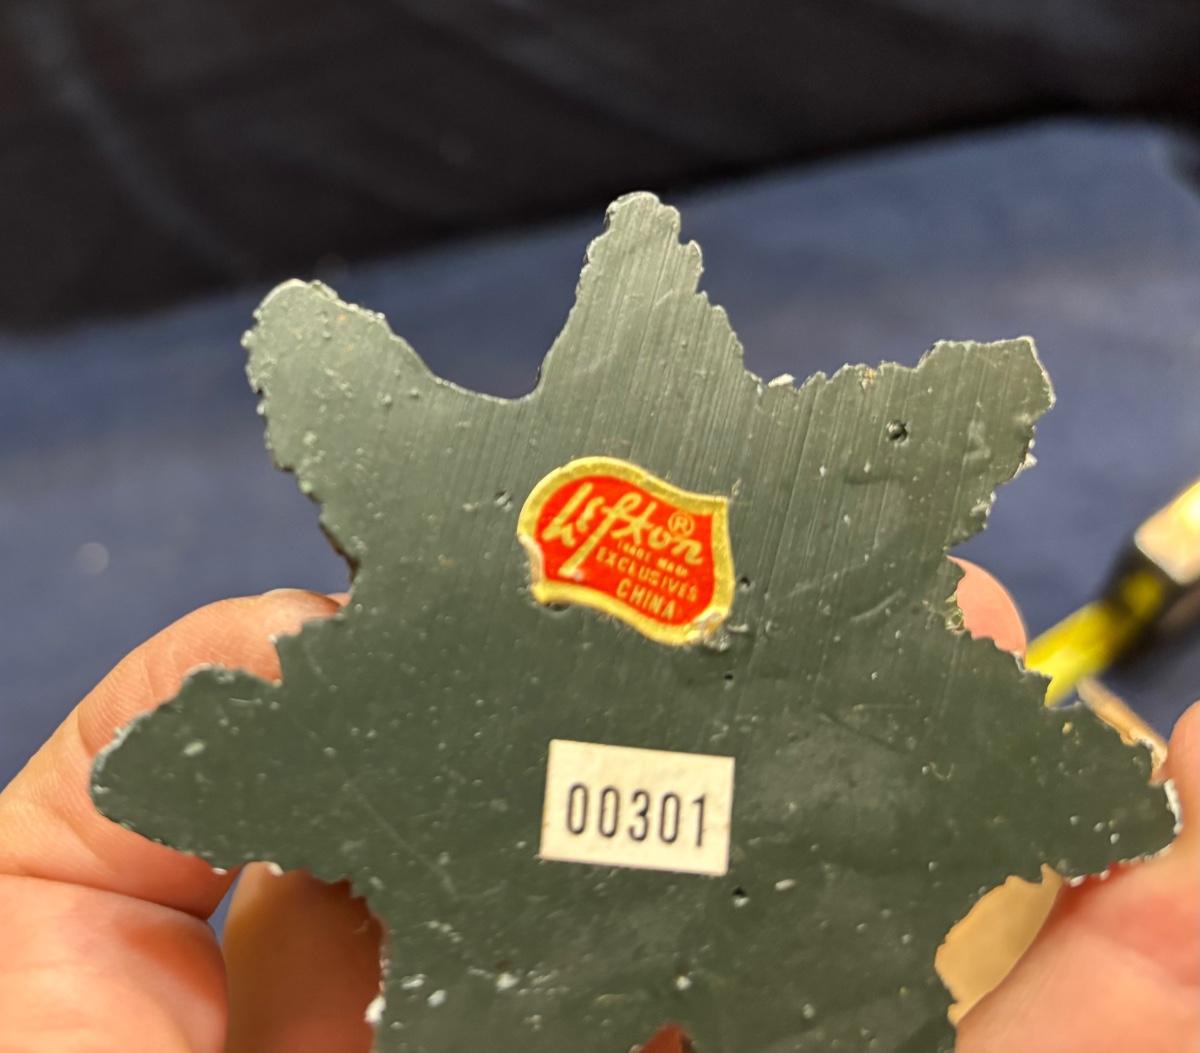 Lefton ®
TRADE MARK
EXCLUSIVES
CHINA
00301